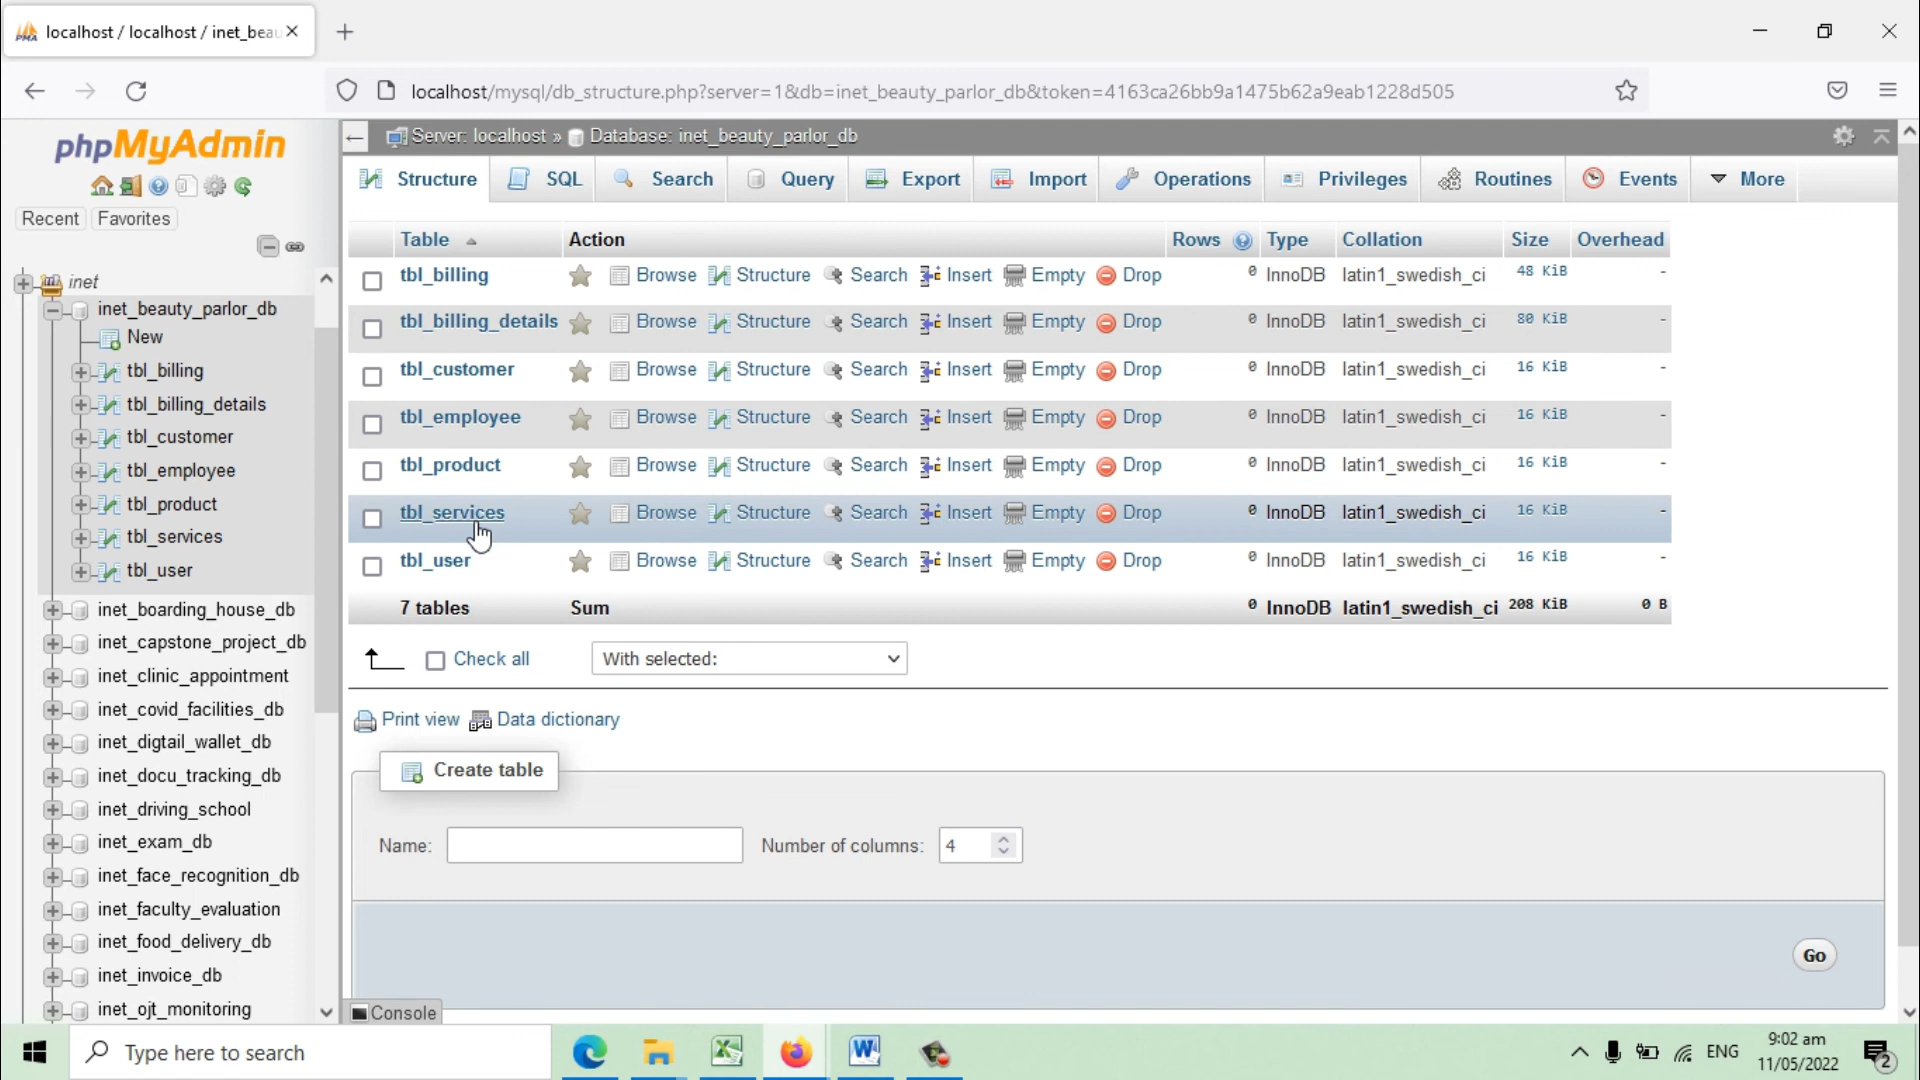 localhost / localhost / inet_beau
localhost/mysql/db_structure.php?server=1&db=inet_beauty_parlor_db&token=4163ca26bb9a1475b62a9eab1228d505
phpMyAdmin
Recent Favorites
inet
inet_beauty_parlor_db
New
tbl_billing
tbl_billing_details
tbl_customer
tbl_employee
tbl_product
tbl_services
tbl_user
inet_boarding_house_db
inet_capstone_project_db
inet_clinic_appointment
inet_covid_facilities_db
inet_digtail_wallet_db
inet_docu_tracking_db
inet_driving_school
inet_exam_db
inet_face_recognition_db
inet_faculty_evaluation
inet_food_delivery_db
inet_invoice_db
inet_ojt_monitoring
Server: localhost » Database: inet_beauty_parlor_db
Structure SQL Search Query Export Import Operations Privileges Routines Events More
Table Action Rows Type Collation Size Overhead
tbl_billing Browse Structure Search Insert Empty Drop 0 InnoDB latin1_swedish_ci 48 KiB -
tbl_billing_details Browse Structure Search Insert Empty Drop 0 InnoDB latin1_swedish_ci 80 KiB -
tbl_customer Browse Structure Search Insert Empty Drop 0 InnoDB latin1_swedish_ci 16 KiB -
tbl_employee Browse Structure Search Insert Empty Drop 0 InnoDB latin1_swedish_ci 16 KiB -
tbl_product Browse Structure Search Insert Empty Drop 0 InnoDB latin1_swedish_ci 16 KiB -
tbl_services Browse Structure Search Insert Empty Drop 0 InnoDB latin1_swedish_ci 16 KiB -
tbl_user Browse Structure Search Insert Empty Drop 0 InnoDB latin1_swedish_ci 16 KiB -
7 tables Sum 0 InnoDB latin1_swedish_ci 208 KiB 0 B
Check all With selected:
Print view Data dictionary
Create table
Name: Number of columns: 4
Go
Console
Type here to search
ENG
9:02 am
11/05/2022
2